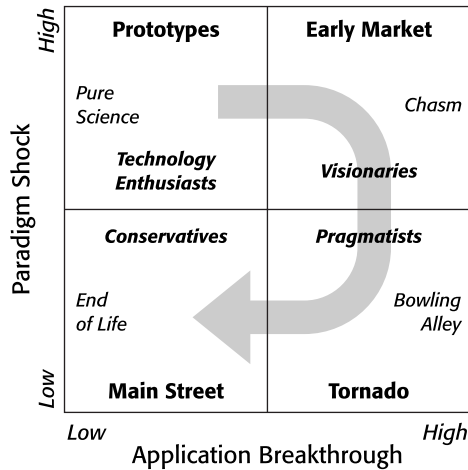 High
Prototypes
Early Market
Pure
Science
Chasm
Technology
Enthusiasts
Visionaries
Paradigm Shock
Conservatives
Pragmatists
End
of Life
Bowling
Alley
Low
Main Street
Tornado
Low
High
Application Breakthrough